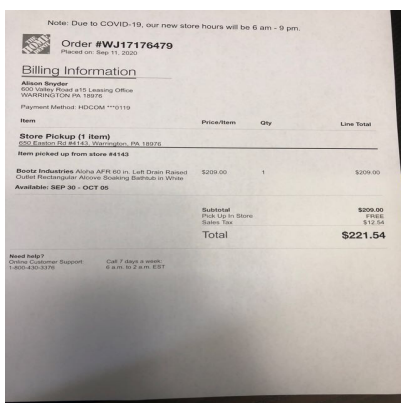 Note: Due to COVID-19, our new store hours will be 6 am - 9 pm.
Order #WJ17176479
Placed on: Sep 11, 2020
Billing Information
Alison Snyder
600 Valley Road a15 Leasing Office
WARRINGTON PA 18976
Payment Method: HDCOM ***0119
Item Price/Item Qty Line Total
Store Pickup (1 item)
650 Easton Rd #4143, Warrington, PA 18976
Item picked up from store #4143
Bootz Industries Aloha AFR 60 in. Left Drain Raised $209.00 1 $209.00
Outlet Rectangular Alcove Soaking Bathtub in White
Available: SEP 30 - OCT 05
Subtotal $209.00
Pick Up In Store FREE
Sales Tax $12.54
Total $221.54
Need help?
Online Customer Support: Call 7 days a week:
1-800-430-3376 6 a.m. to 2 a.m. EST